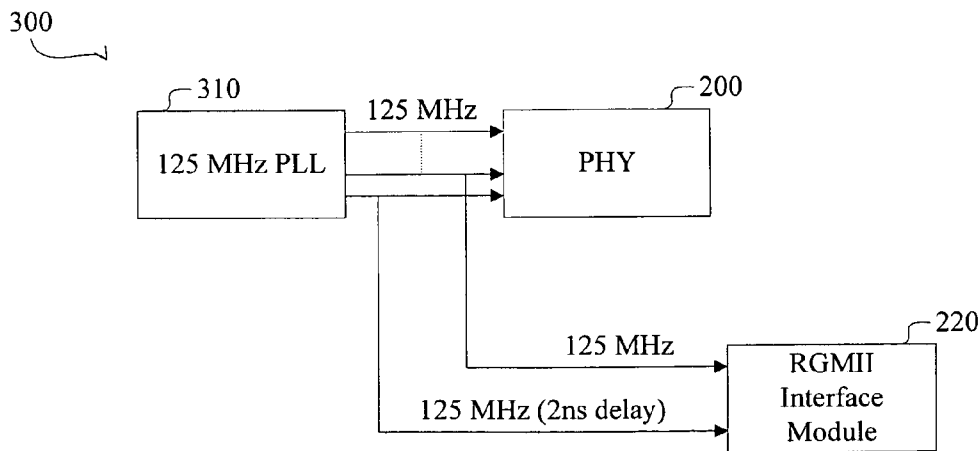 300
310
125 MHz PLL
125 MHz
200
PHY
125 MHz
125 MHz (2ns delay)
220
RGMII
Interface
Module